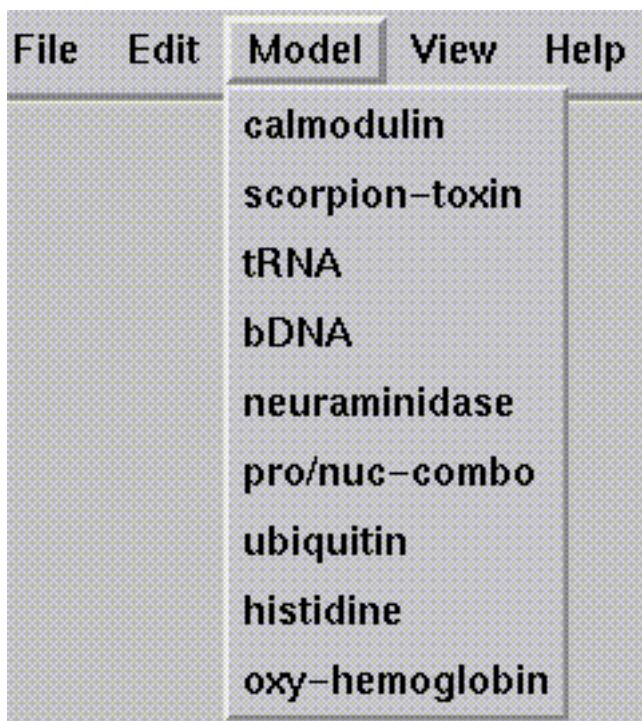 File Edit Model View Help
calmodulin
scorpion-toxin
tRNA
bDNA
neuraminidase
pro/nuc-combo
ubiquitin
histidine
oxy-hemoglobin